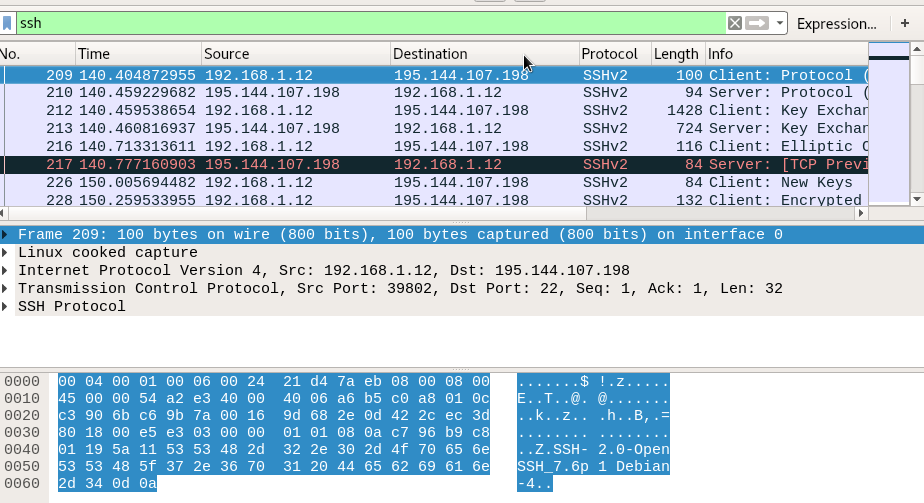 ssh
Expression…
+
No. Time Source Destination Protocol Length Info
209 140.404872955 192.168.1.12 195.144.107.198 SSHv2 100 Client: Protocol (
210 140.459229682 195.144.107.198 192.168.1.12 SSHv2 94 Server: Protocol (
212 140.459538654 192.168.1.12 195.144.107.198 SSHv2 1428 Client: Key Exchan
213 140.460816937 195.144.107.198 192.168.1.12 SSHv2 724 Server: Key Exchan
216 140.713313611 192.168.1.12 195.144.107.198 SSHv2 116 Client: Elliptic C
217 140.777160903 195.144.107.198 192.168.1.12 SSHv2 84 Server: [TCP Previ
226 150.005694482 192.168.1.12 195.144.107.198 SSHv2 84 Client: New Keys
228 150.259533955 192.168.1.12 195.144.107.198 SSHv2 132 Client: Encrypted
Frame 209: 100 bytes on wire (800 bits), 100 bytes captured (800 bits) on interface 0
Linux cooked capture
Internet Protocol Version 4, Src: 192.168.1.12, Dst: 195.144.107.198
Transmission Control Protocol, Src Port: 39802, Dst Port: 22, Seq: 1, Ack: 1, Len: 32
SSH Protocol
0000 00 04 00 01 00 06 00 24 21 d4 7a eb 08 00 08 00 .......$ !.z.....
0010 45 00 00 54 a2 e3 40 00 40 06 a6 b5 c0 a8 01 0c E..T..@. @.......
0020 c3 90 6b c6 9b 7a 00 16 9f 68 2e 0d 42 2c ec 3d ..k..z.. .h..B,.=
0030 80 18 00 e5 e3 03 00 00 01 01 08 0a c7 96 b9 c8 ........ ........
0040 01 19 5a 11 53 53 48 2d 32 2e 30 2d 4f 70 65 6e ..Z.SSH- 2.0-Open
0050 53 53 48 5f 37 2e 36 70 31 20 44 65 62 69 61 6e SSH_7.6p 1 Debian
0060 2d 34 0d 0a -4..